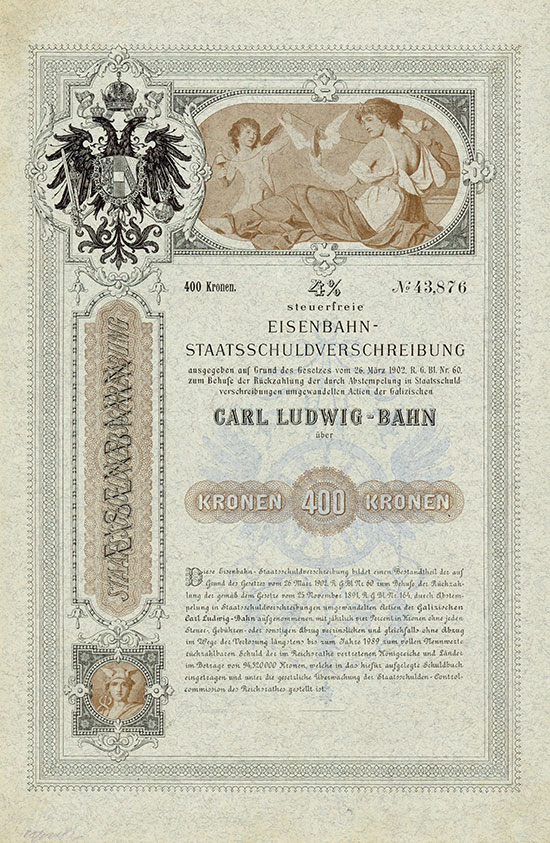 400 Kronen.
4%
№ 43,876
steuerfreie
EISENBAHN-
STAATSSCHULDVERSCHREIBUNG
ausgegeben auf Grund des Gesetzes vom 26. März 1902. R. G. Bl. Nr. 60.
zum Behufe der Rückzahlung der durch Abstempelung in Staatsschuld
verschreibungen umgewandelten Actien der Galizischen
CARL LUDWIG-BAHN
über
KRONEN 400 KRONEN
Diese Eisenbahn-Staatsschuldverschreibung bildet einen Bestandtheil der auf
Grund des Gesetzes vom 26 März 1902. R. G. Bl. Nr 60 zum Behufe der Rückzah-
lung der gemäß dem Gesetze vom 25 November 1891, R. G. Bl. Nr. 164, durch Abstem-
pelung in Staatsschuldverschreibungen umgewandelten Actien der Galizischen
Carl Ludwig-Bahn aufgenommenen, mit jährlich vier Percent in Kronen ohne jeden
Steuer-, Gebühren- oder sonstigen Abzug verzinslichen und gleichfalls ohne Abzug
im Wege der Verlosung längstens bis zum Jahre 1989 zum vollen Nennwerte
rückzahlbaren Schuld der im Reichsrathe vertretenen Königreiche und Länder
im Betrage von 94,520.000 Kronen, welche in das hiefür aufgelegte Schuldbuch
eingetragen und unter die gesetzliche Überwachung der Staatsschulden-Control-
commission des Reichsrathes gestellt ist.